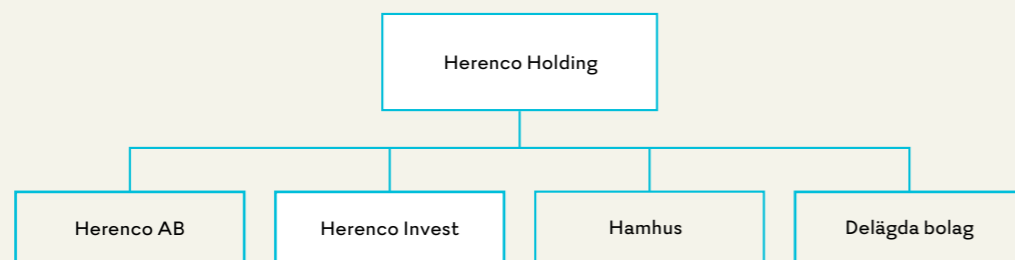 Herenco Holding
Herenco AB
Herenco Invest
Hamhus
Delägda bolag